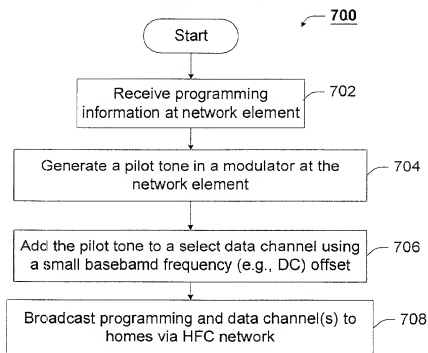 700
Start
Receive programming
information at network element
702
Generate a pilot tone in a modulator at the
network element
704
Add the pilot tone to a select data channel using
a small basebamd frequency (e.g., DC) offset
706
Broadcast programming and data channel(s) to
homes via HFC network
708